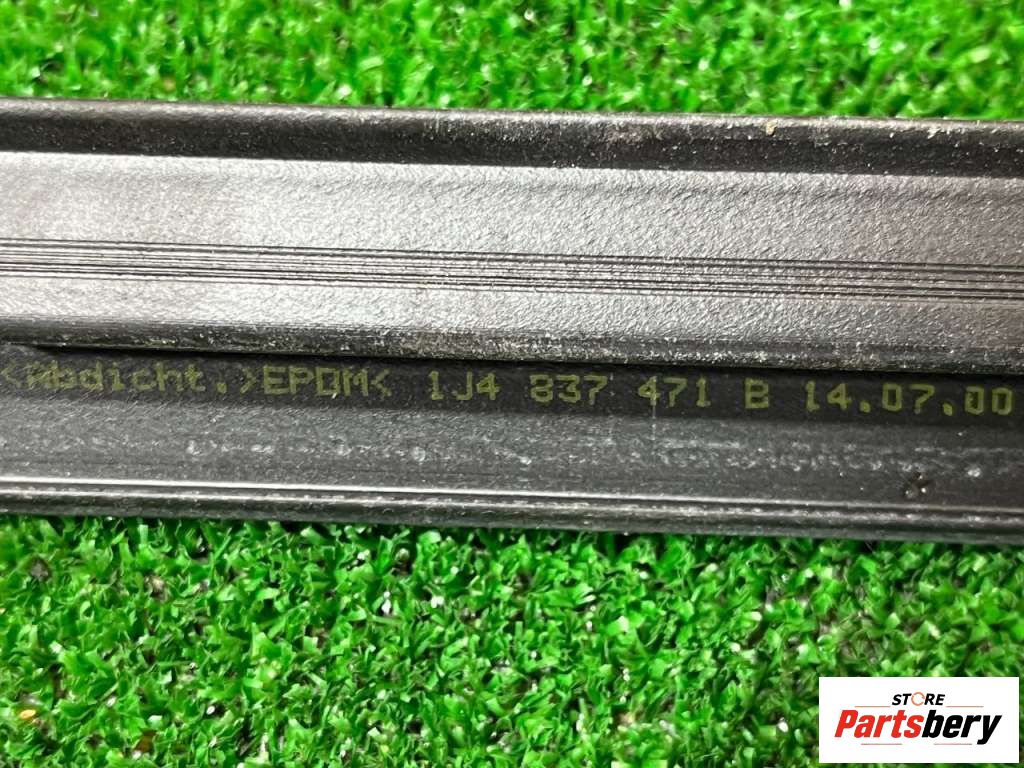 <Abdicht.>EPDM< 1J4 837 471 B 14.07.00
STORE
Partsbery